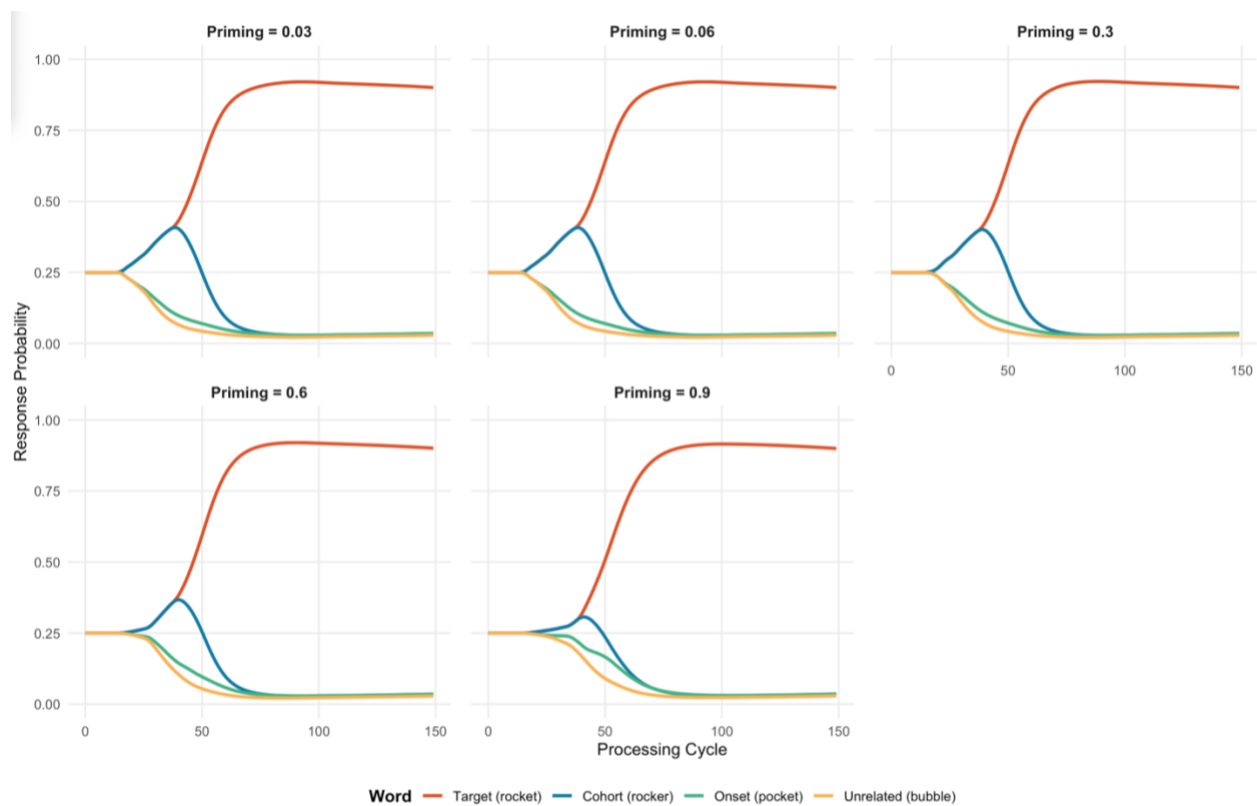 Priming = 0.03 Priming = 0.06 Priming = 0.3
1.00
0.75
0.50
0.25
0.00
0 50 100 150
Response Probability
Priming = 0.6 Priming = 0.9
1.00
0.75
0.50
0.25
0.00
0 50 100 150 0 50 100 150
Processing Cycle
Word Target (rocket) Cohort (rocker) Onset (pocket) Unrelated (bubble)